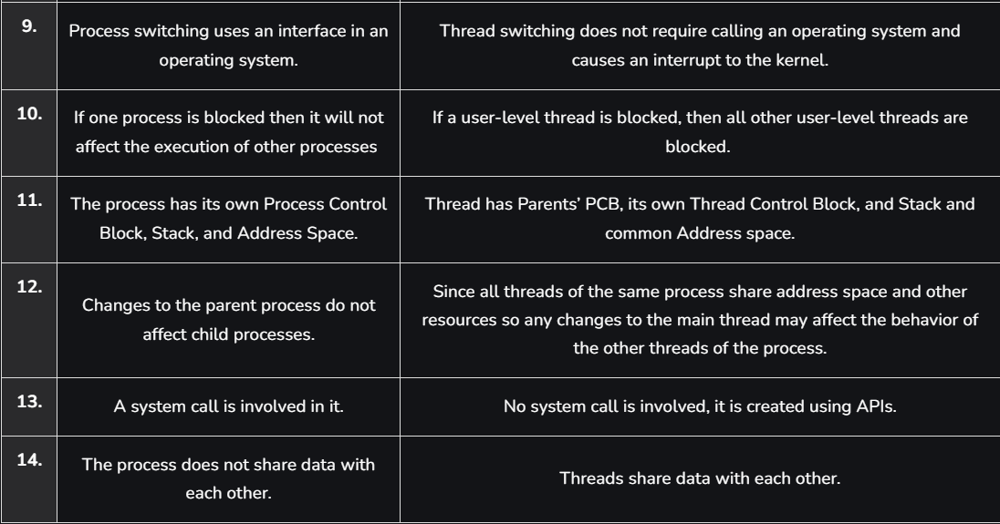 9.
Process switching uses an interface in an
operating system.
Thread switching does not require calling an operating system and
causes an interrupt to the kernel.
10.
If one process is blocked then it will not
affect the execution of other processes
If a user-level thread is blocked, then all other user-level threads are
blocked.
11.
The process has its own Process Control
Block, Stack, and Address Space.
Thread has Parents’ PCB, its own Thread Control Block, and Stack and
common Address space.
12.
Changes to the parent process do not
affect child processes.
Since all threads of the same process share address space and other
resources so any changes to the main thread may affect the behavior of
the other threads of the process.
13.
A system call is involved in it.
No system call is involved, it is created using APIs.
14.
The process does not share data with
each other.
Threads share data with each other.